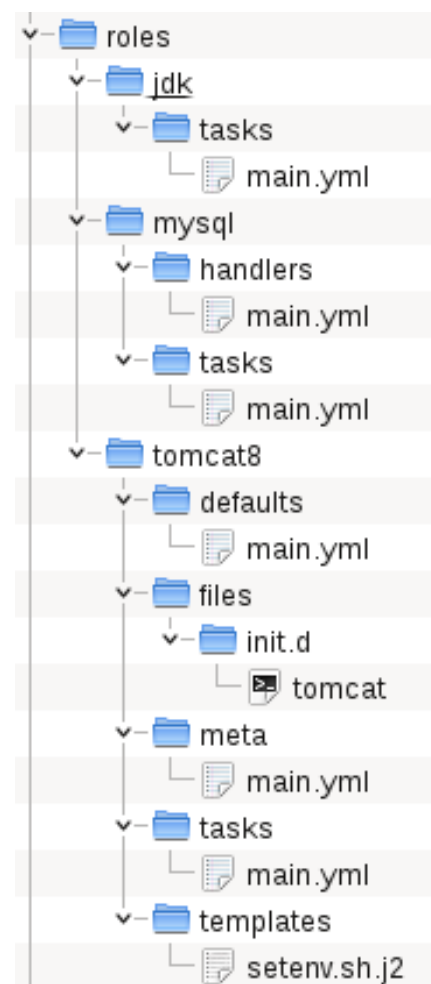 roles
jdk
tasks
main.yml
mysql
handlers
main.yml
tasks
main.yml
tomcat8
defaults
main.yml
files
init.d
tomcat
meta
main.yml
tasks
main.yml
templates
setenv.sh.j2